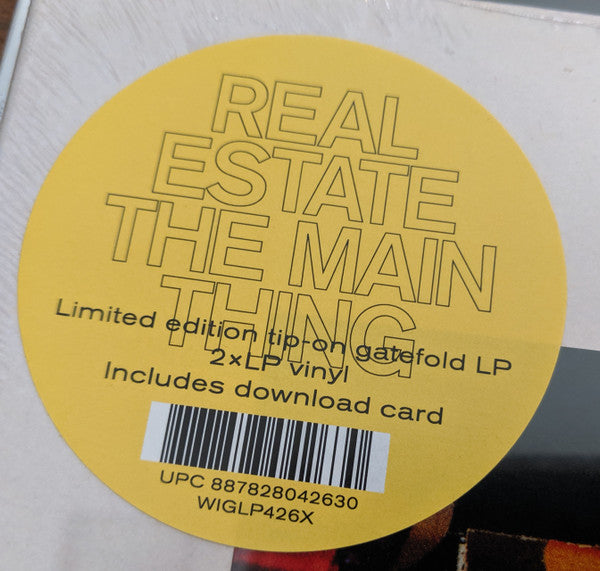 REAL
ESTATE
THE MAIN
THING
Limited edition tip-on gatefold LP
2×LP vinyl
Includes download card
UPC 887828042630
WIGLP426X